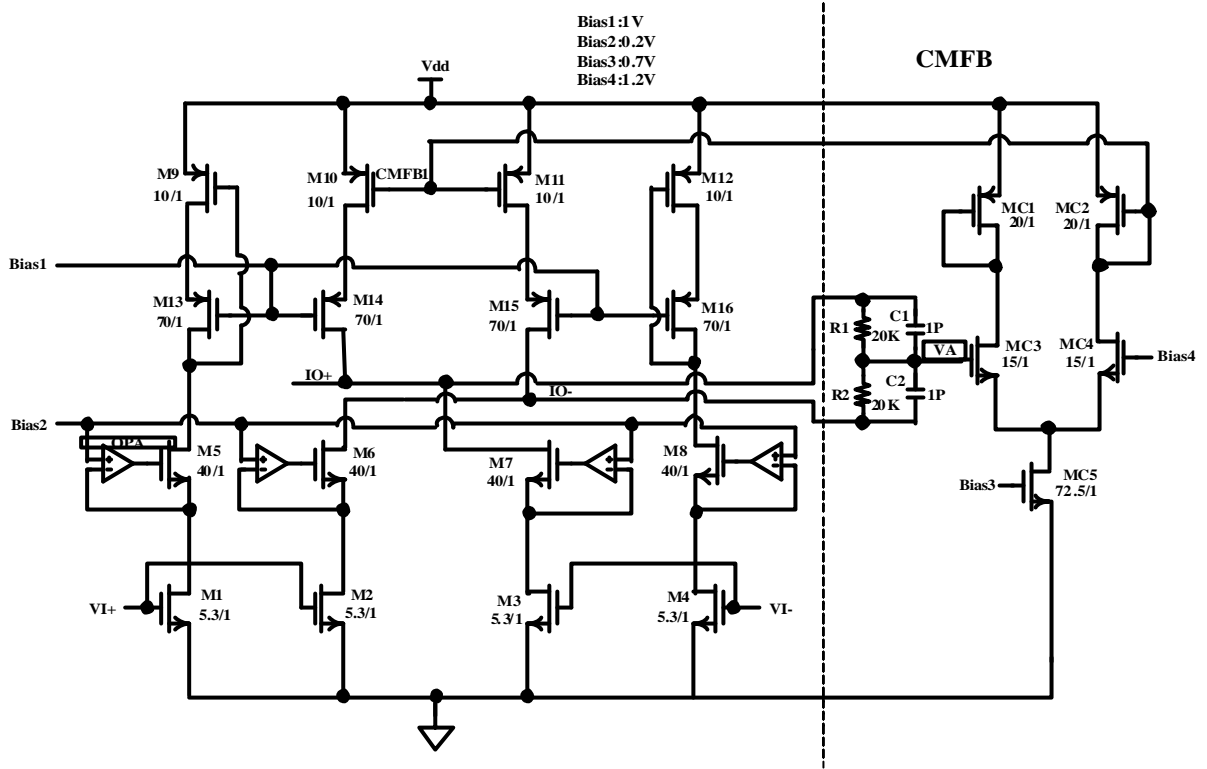 Bias1:1V
Bias2:0.2V
Bias3:0.7V
Bias4:1.2V
CMFB
Vdd
M9
10/1
M10
10/1
CMFB1
M11
10/1
M12
10/1
MC1
20/1
MC2
20/1
Bias1
M13
70/1
M14
70/1
M15
70/1
M16
70/1
R1
20K
C1
1P
VA
MC3
15/1
MC4
15/1
Bias4
IO+
IO-
R2
20K
C2
1P
Bias2
OPA
M5
40/1
M6
40/1
M7
40/1
M8
40/1
Bias3
MC5
72.5/1
VI+
M1
5.3/1
M2
5.3/1
M3
5.3/1
M4
5.3/1
VI-